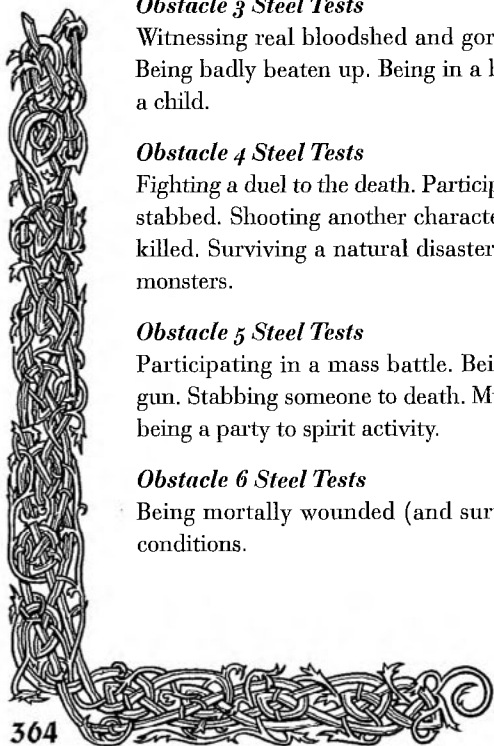 Obstacle 3 Steel Tests
Witnessing real bloodshed and gor
Being badly beaten up. Being in a
a child.
Obstacle 4 Steel Tests
Fighting a duel to the death. Particip
stabbed. Shooting another characte
killed. Surviving a natural disaster
monsters.
Obstacle 5 Steel Tests
Participating in a mass battle. Bei
gun. Stabbing someone to death. M
being a party to spirit activity.
Obstacle 6 Steel Tests
Being mortally wounded (and sur
conditions.
364